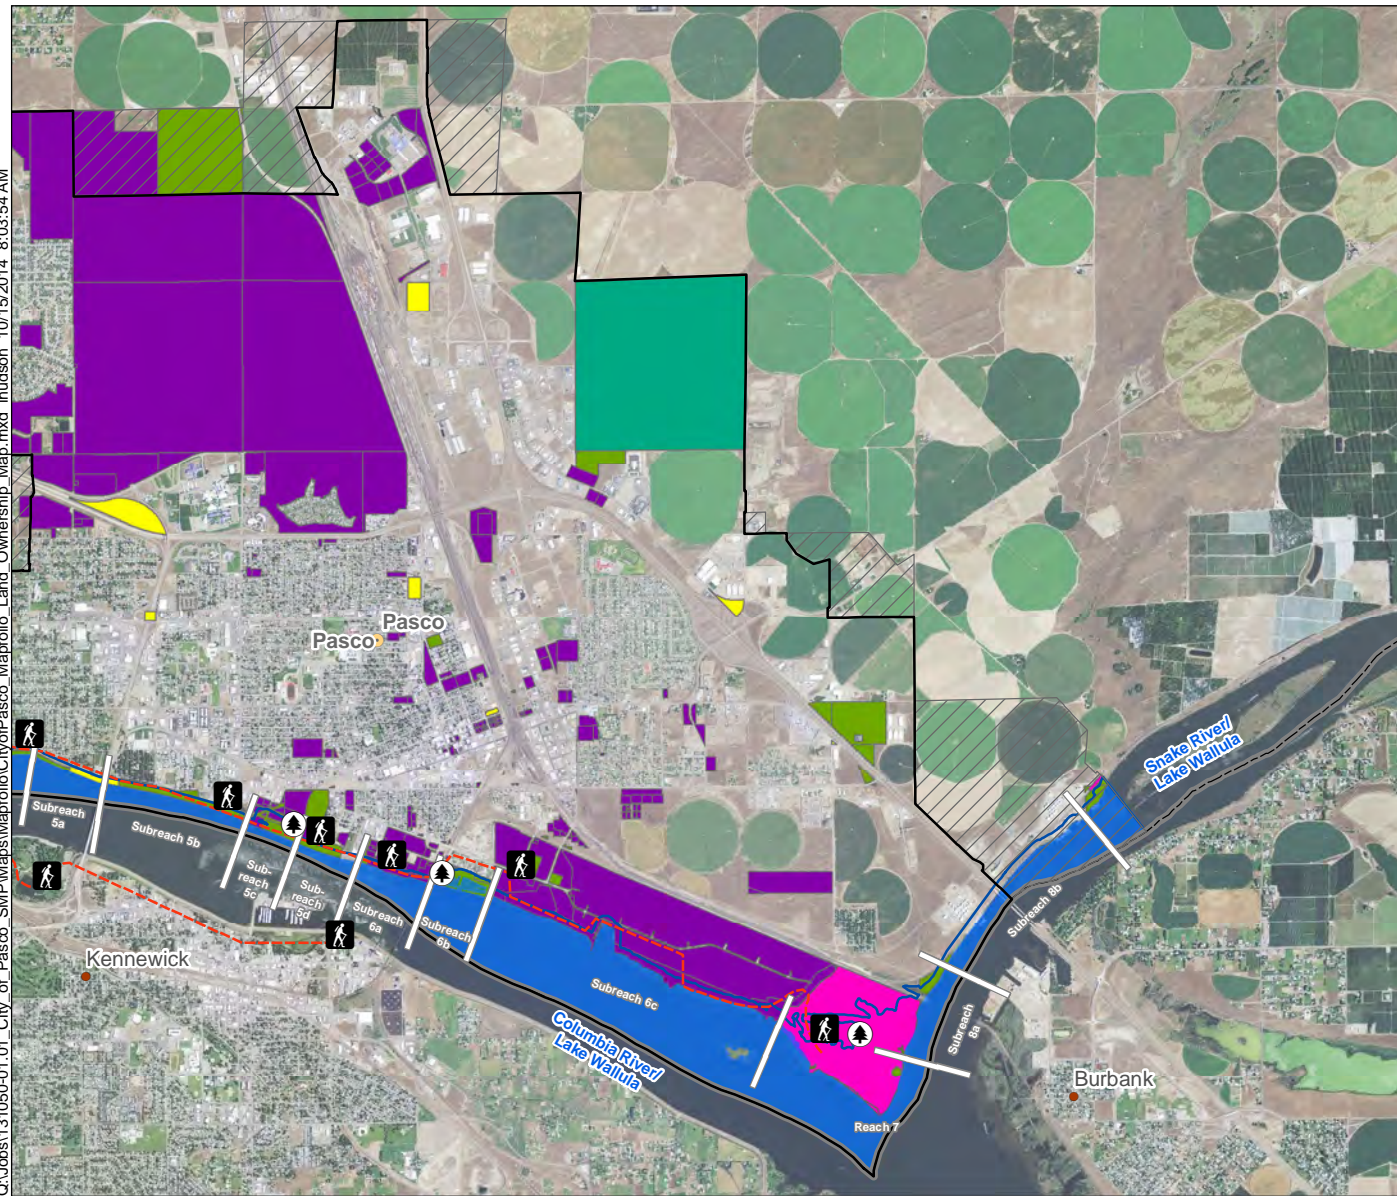 Q:\Jobs\131050-01.01_City_of_Pasco_SMP\Maps\Maprolio\CityofPasco_Maprolio_Land_Ownership_Map.mxd lhudson 10/15/2014 8:03:54 AM
Pasco
Pasco
Snake River/
Lake Wallula
Subreach
5a
Subreach 5b
Sub-
reach
5c
Sub-
reach
5d
Subreach
6a
Subreach
6b
Subreach 6c
Subreach 8b
Subreach
8a
Kennewick
Columbia River/
Lake Wallula
Burbank
Reach 7